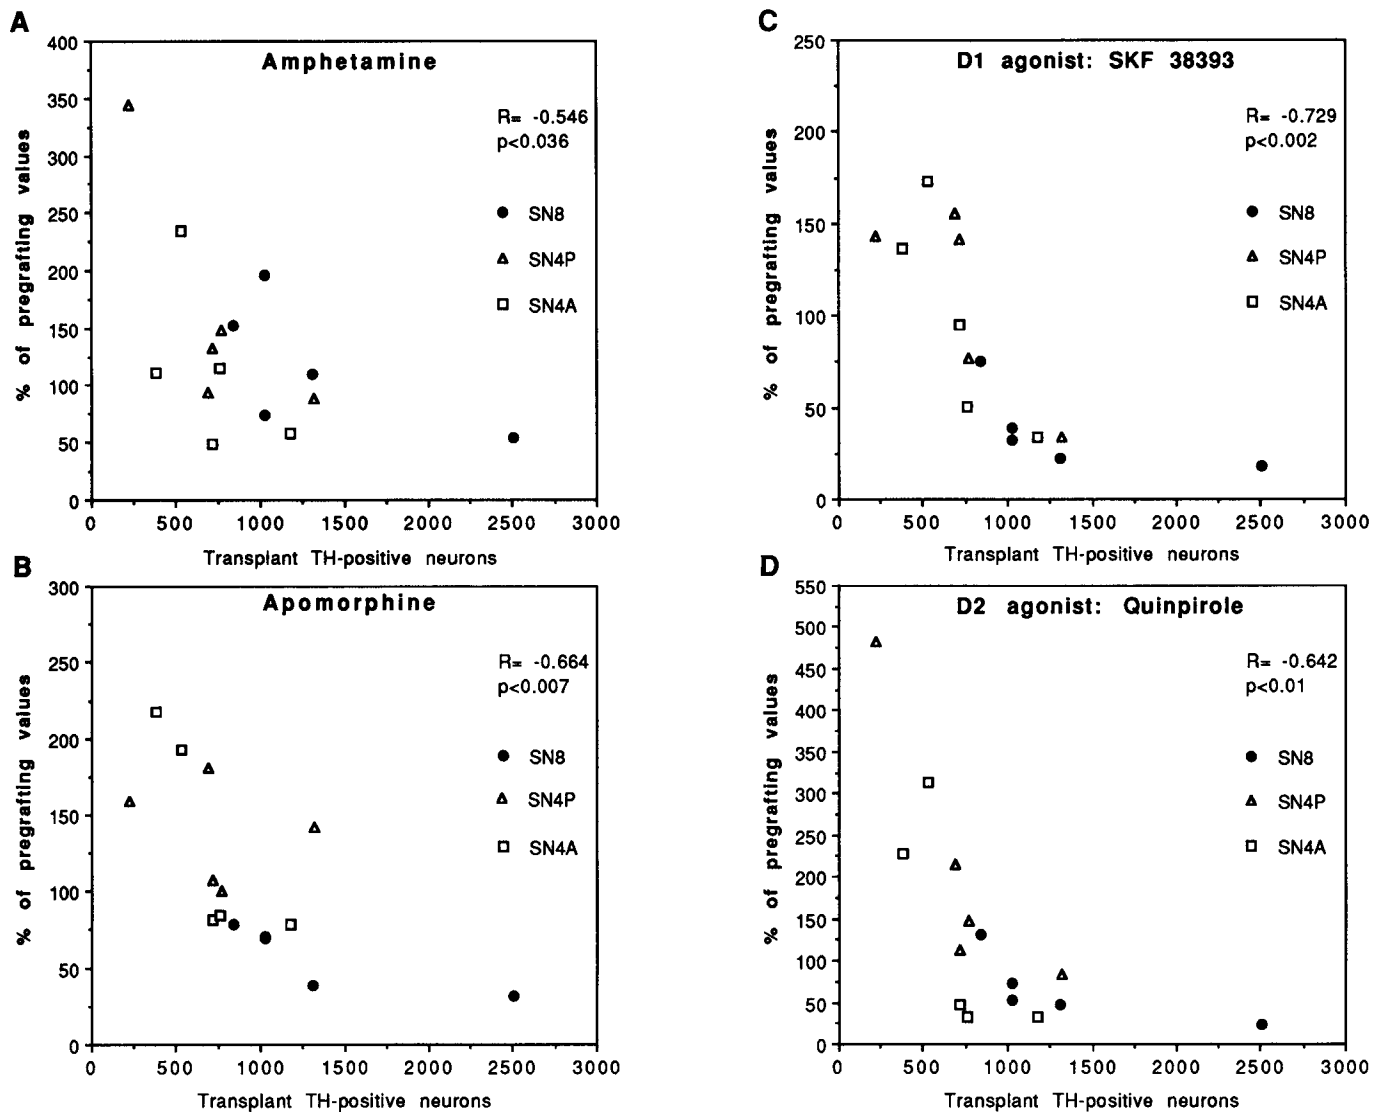 A
Amphetamine
400
350
300
250
200
150
100
50
0
% of pregrafting values
R= -0.546
p<0.036
SN8
SN4P
SN4A
0 500 1000 1500 2000 2500 3000
Transplant TH-positive neurons
B
Apomorphine
300
250
200
150
100
50
0
% of pregrafting values
R= -0.664
p<0.007
SN8
SN4P
SN4A
0 500 1000 1500 2000 2500 3000
Transplant TH-positive neurons
C
D1 agonist: SKF 38393
250
200
150
100
50
0
% of pregrafting values
R= -0.729
p<0.002
SN8
SN4P
SN4A
0 500 1000 1500 2000 2500 3000
Transplant TH-positive neurons
D
D2 agonist: Quinpirole
550
500
450
400
350
300
250
200
150
100
50
0
% of pregrafting values
R= -0.642
p<0.01
SN8
SN4P
SN4A
0 500 1000 1500 2000 2500 3000
Transplant TH-positive neurons